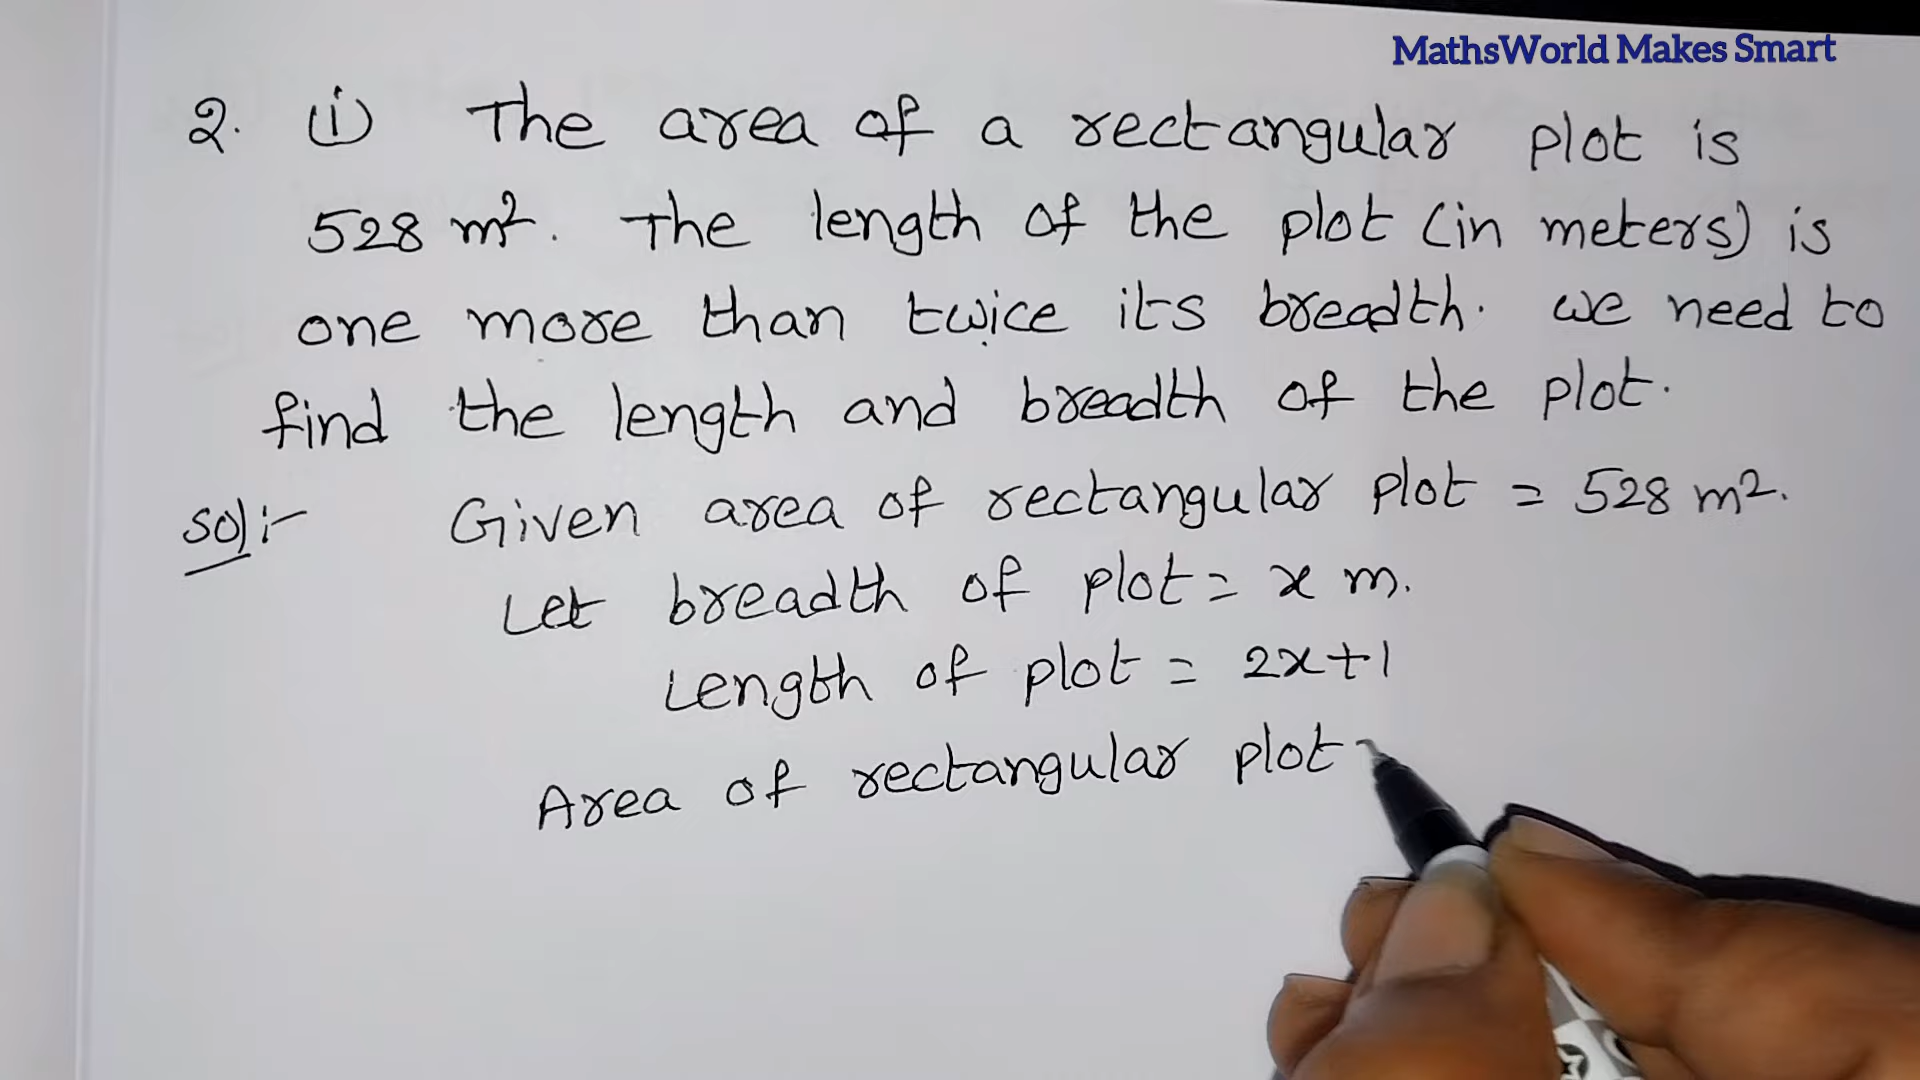 MathsWorld Makes Smart
2. (i) The area of a rectangular plot is
528 m². The length of the plot (in meters) is
one more than twice its breadth. we need to
find the length and breadth of the plot.
Sol:- Given area of rectangular plot = 528 m².
Let breadth of plot = x m.
Length of plot = 2x+1
Area of rectangular plot